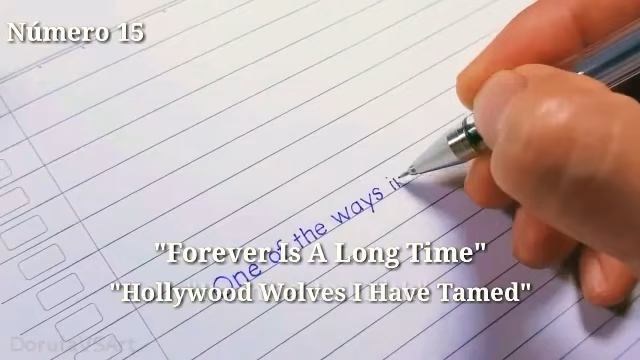 Número 15
One of the ways i
"Forever Is A Long Time"
"Hollywood Wolves I Have Tamed"